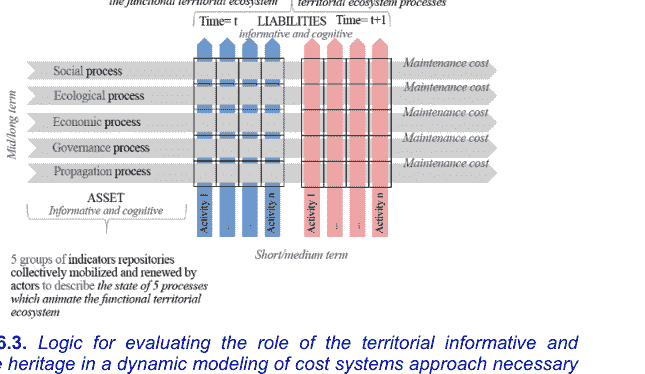 the functional territorial ecosystem
territorial ecosystem processes
Time= t LIABILITIES Time= t+1
informative and cognitive
Mid/long term
Social process
Maintenance cost
Ecological process
Maintenance cost
Economic process
Maintenance cost
Governance process
Maintenance cost
Propagation process
Maintenance cost
ASSET
Informative and cognitive
Activity 1
.
.
Activity n
Activity 1
:
:
Activity n
Short/medium term
5 groups of indicators repositories
collectively mobilized and renewed by
actors to describe the state of 5 processes
which animate the functional territorial
ecosystem
6.3. Logic for evaluating the role of the territorial informative and
heritage in a dynamic modeling of cost systems approach necessary